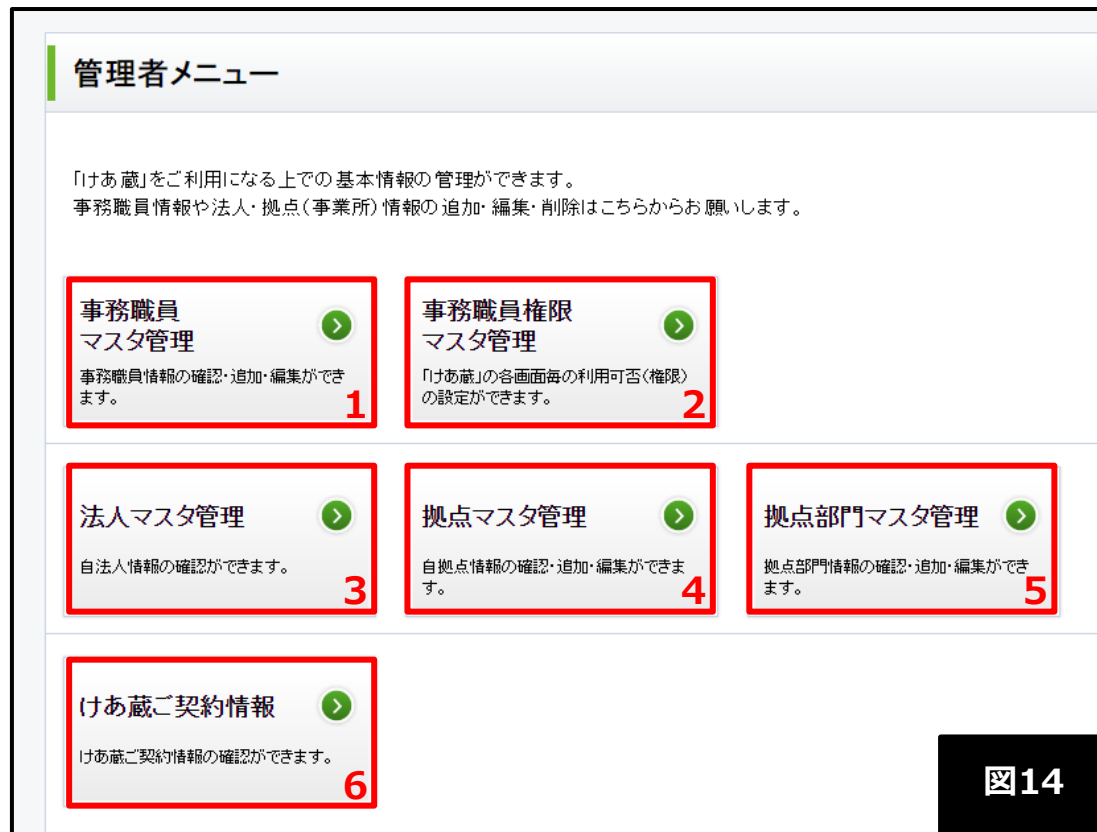 管理者メニュー
「けあ蔵」をご利用になる上での基本情報の管理ができます。
事務職員情報や法人・拠点(事業所)情報の追加・編集・削除はこちらからお願いします。
事務職員
マスタ管理
事務職員情報の確認・追加・編集ができ
ます。
1
事務職員権限
マスタ管理
「けあ蔵」の各画面毎の利用可否(権限)
の設定ができます。
2
法人マスタ管理
自法人情報の確認ができます。
3
拠点マスタ管理
自拠点情報の確認・追加・編集ができま
す。
4
拠点部門マスタ管理
拠点部門情報の確認・追加・編集ができ
ます。
5
けあ蔵ご契約情報
けあ蔵ご契約情報の確認ができます。
6
図14